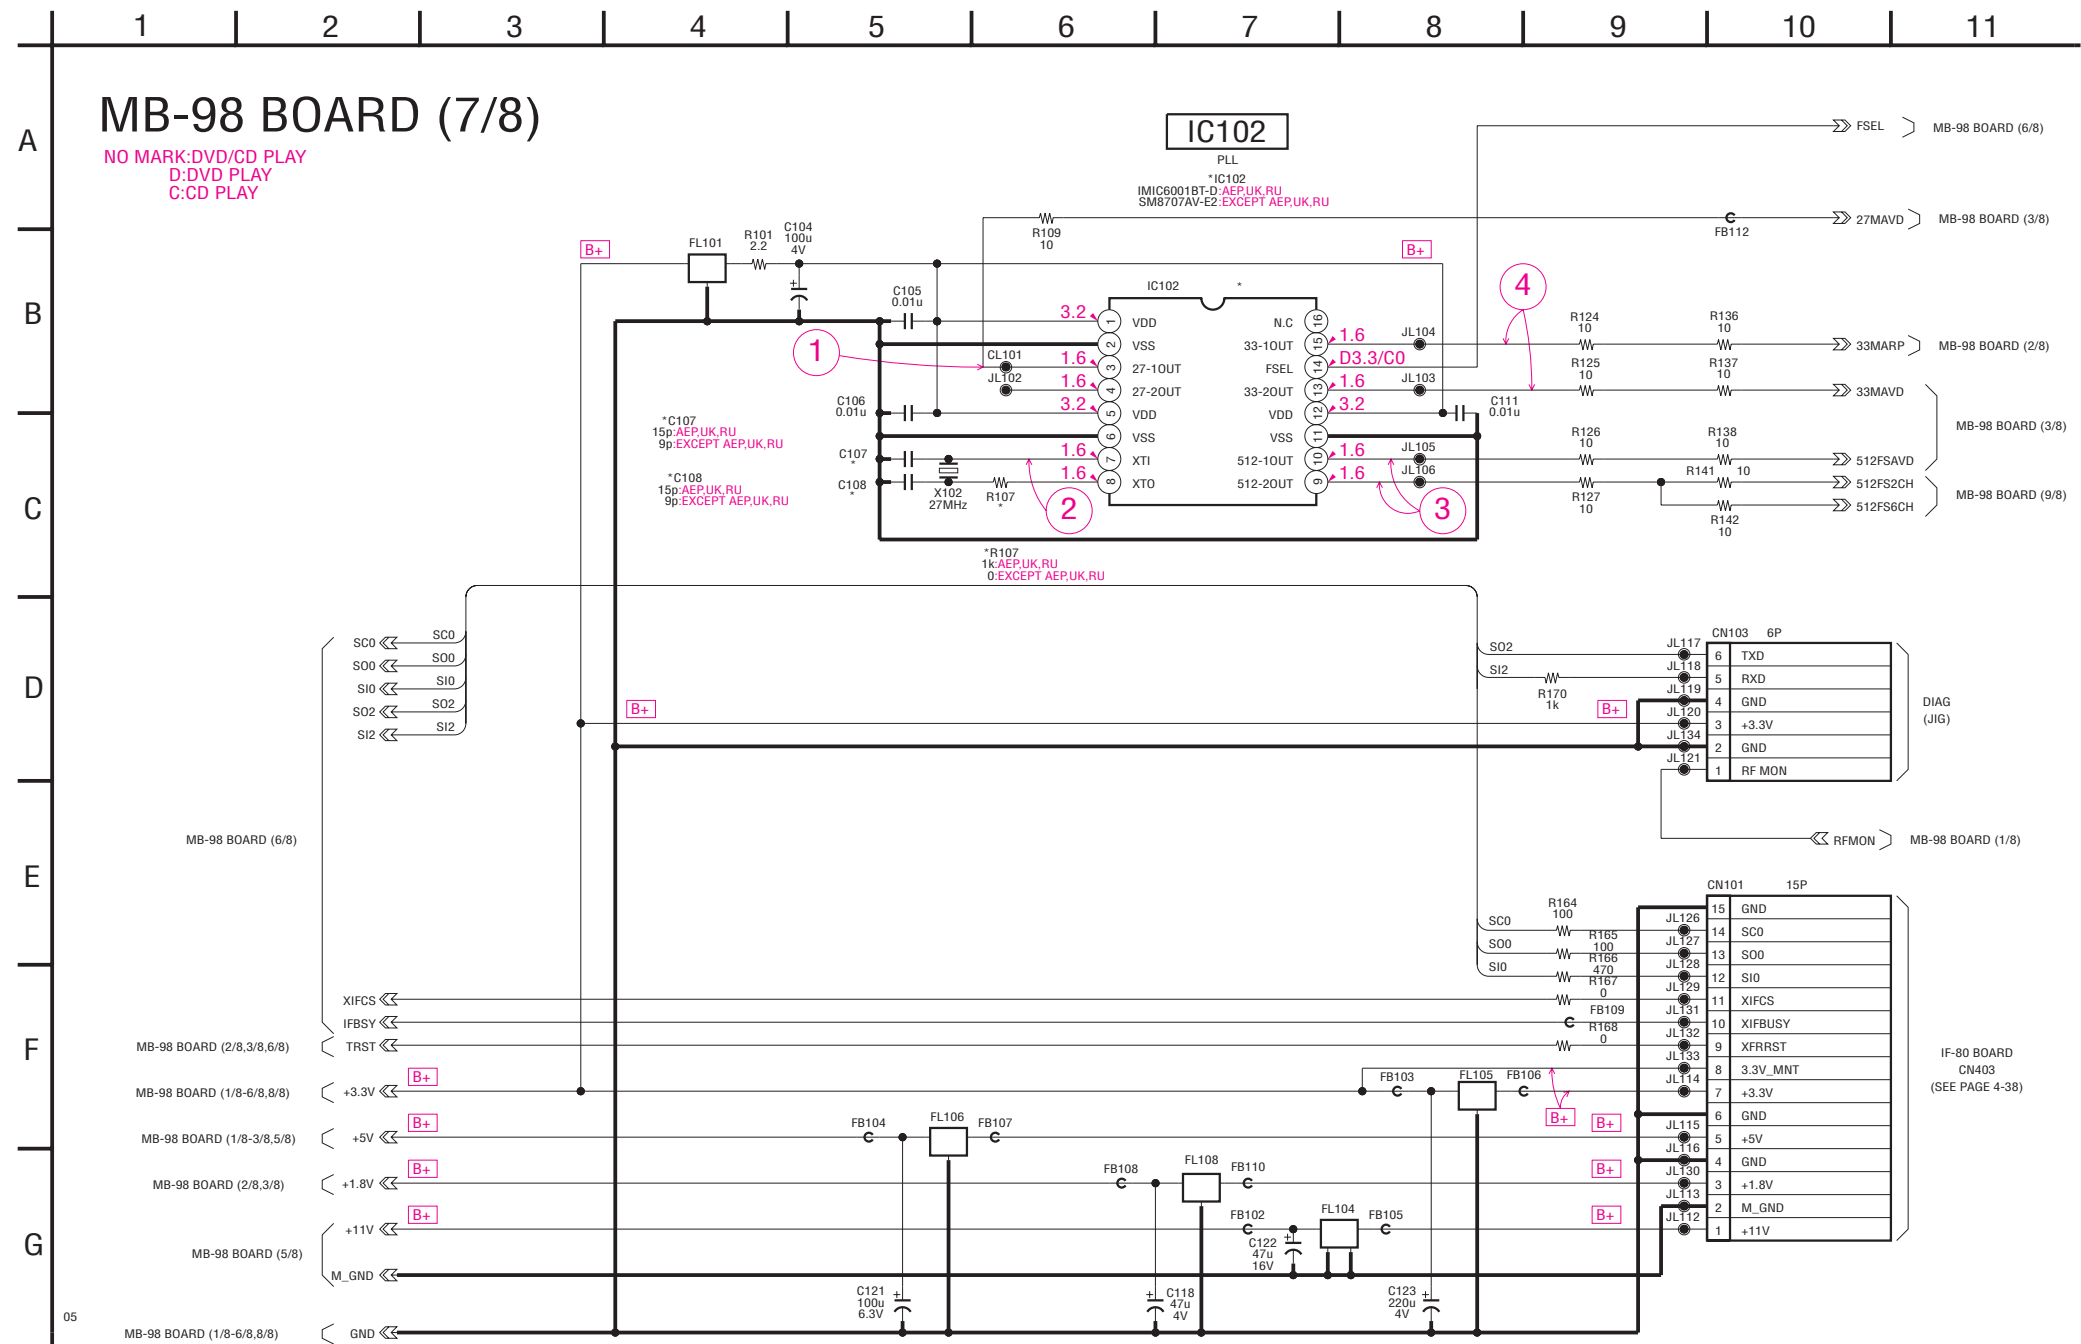 1 2 3 4 5 6 7 8 9 10 11
A
B
C
D
E
F
G
MB-98 BOARD (7/8)
NO MARK:DVD/CD PLAY
D:DVD PLAY
C:CD PLAY
IC102
PLL
*IC102
IMIC6001BT-D:AEP,UK,RU
SM8707AV-E2:EXCEPT AEP,UK,RU
FSEL
MB-98 BOARD (6/8)
R109
10
FB112
27MAVD
MB-98 BOARD (3/8)
B+
FL101
R101
2.2
C104
100u
4V
B+
C105
0.01u
IC102 *
3.2 1 VDD
2 VSS
1.6 3 27-1OUT
1.6 4 27-2OUT
3.2 5 VDD
6 VSS
1.6 7 XTI
1.6 8 XTO
N.C 16
33-1OUT 15 1.6
FSEL 14 D3.3/C0
33-2OUT 13 1.6
VDD 12 3.2
VSS 11
512-1OUT 10 1.6
512-2OUT 9 1.6
1
2
3
4
CL101
JL102
C106
0.01u
*C107
15p:AEP,UK,RU
9p:EXCEPT AEP,UK,RU
*C108
15p:AEP,UK,RU
9p:EXCEPT AEP,UK,RU
C107
*
C108
*
X102
27MHz
R107
*
*R107
1k:AEP,UK,RU
0:EXCEPT AEP,UK,RU
JL104
JL103
JL105
JL106
C111
0.01u
R124
10
R136
10
R125
10
R137
10
R126
10
R138
10
R141 10
R127
10
R142
10
33MARP
MB-98 BOARD (2/8)
33MAVD
MB-98 BOARD (3/8)
512FSAVD
512FS2CH
MB-98 BOARD (9/8)
512FS6CH
SC0 SC0
SO0 SO0
SI0 SI0
SO2 SO2
SI2 SI2
MB-98 BOARD (6/8)
B+
SO2
SI2
R170
1k
B+
CN103 6P
JL117 6 TXD
JL118 5 RXD
JL119 4 GND
JL120 3 +3.3V
JL134 2 GND
JL121 1 RF MON
DIAG
(JIG)
RFMON
MB-98 BOARD (1/8)
CN101 15P
15 GND
JL126 14 SC0
JL127 13 SO0
JL128 12 SI0
JL129 11 XIFCS
JL131 10 XIFBUSY
JL132 9 XFRRST
JL133 8 3.3V_MNT
JL114 7 +3.3V
6 GND
JL115 5 +5V
JL116 4 GND
JL130 3 +1.8V
JL113 2 M_GND
JL112 1 +11V
IF-80 BOARD
CN403
(SEE PAGE 4-38)
SC0
SO0
SI0
R164
100
R165
100
R166
470
R167
0
FB109
R168
0
XIFCS
IFBSY
MB-98 BOARD (2/8,3/8,6/8) TRST
MB-98 BOARD (1/8-6/8,8/8) +3.3V B+
FB103 FL105 FB106
B+
MB-98 BOARD (1/8-3/8,5/8) +5V B+
FB104 FL106 FB107
B+
MB-98 BOARD (2/8,3/8) +1.8V B+
FB108 FL108 FB110
B+
MB-98 BOARD (5/8)
+11V B+
FB102 FL104 FB105
B+
C122
47u
16V
M_GND
C121
100u
6.3V
C118
47u
4V
C123
220u
4V
05
MB-98 BOARD (1/8-6/8,8/8) GND